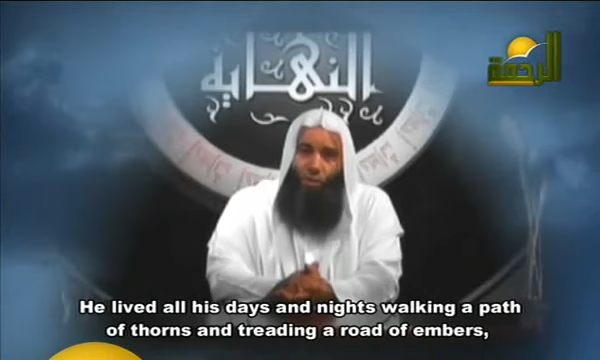 النهاية
الرحمة
He lived all his days and nights walking a path
of thorns and treading a road of embers,